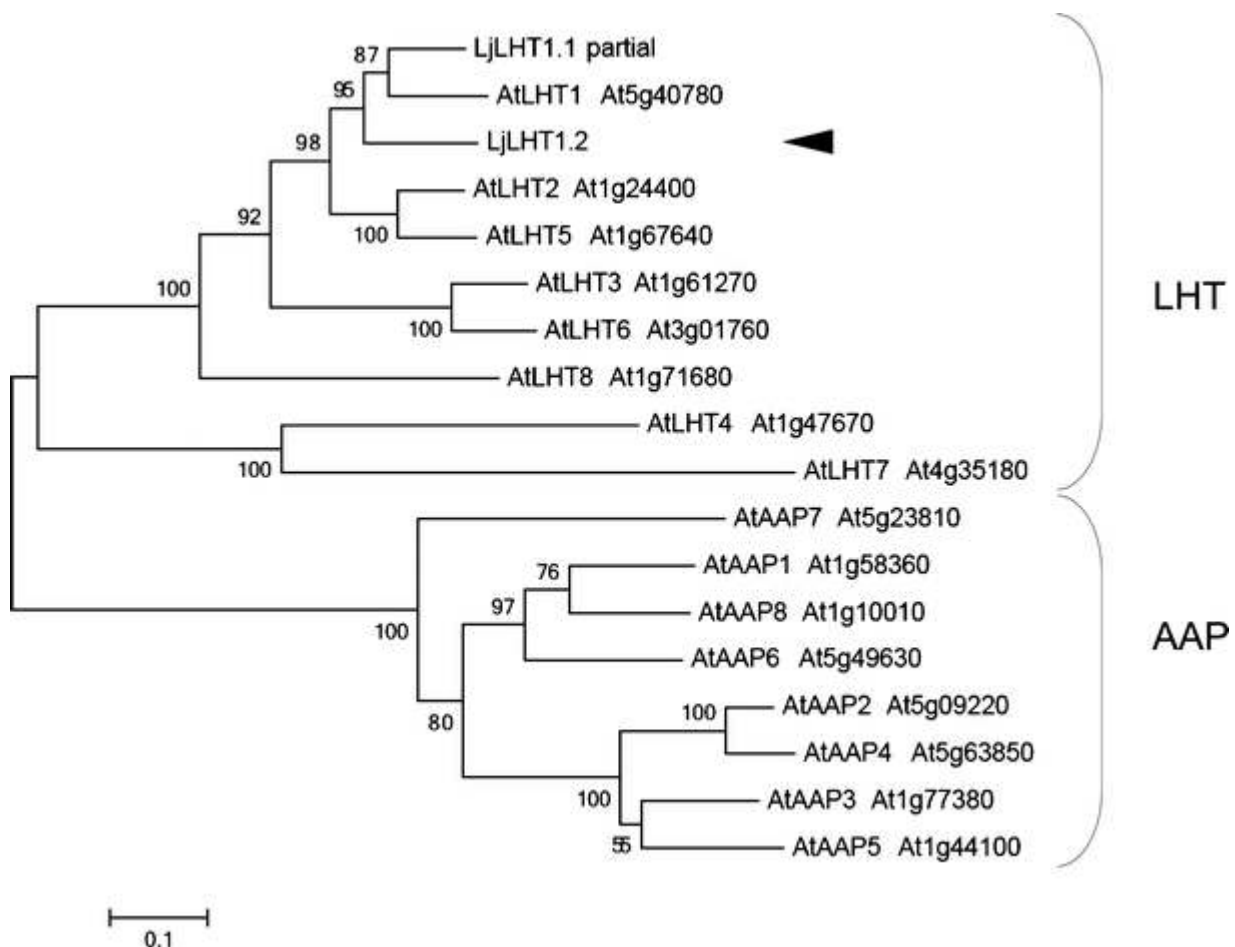 87
LjLHT1.1 partial
95
AtLHT1 At5g40780
98
LjLHT1.2
92
AtLHT2 At1g24400
100
AtLHT5 At1g67640
100
AtLHT3 At1g61270
LHT
100
AtLHT6 At3g01760
AtLHT8 At1g71680
AtLHT4 At1g47670
100
AtLHT7 At4g35180
AtAAP7 At5g23810
76
AtAAP1 At1g58360
97
AtAAP8 At1g10010
100
AAP
AtAAP6 At5g49630
80
100
AtAAP2 At5g09220
AtAAP4 At5g63850
100
AtAAP3 At1g77380
55
AtAAP5 At1g44100
0.1